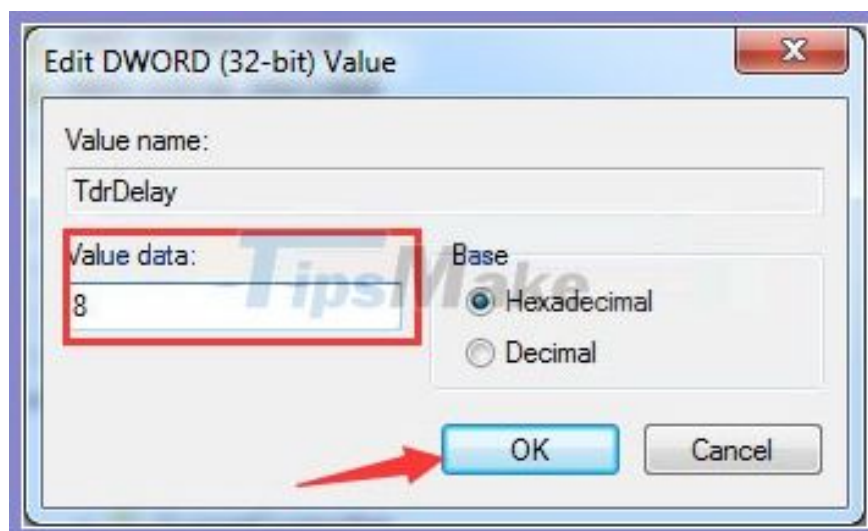 Edit DWORD (32-bit) Value
Value name:
TdrDelay
Value data:
8
TipsMake
Base
Hexadecimal
Decimal
OK
Cancel